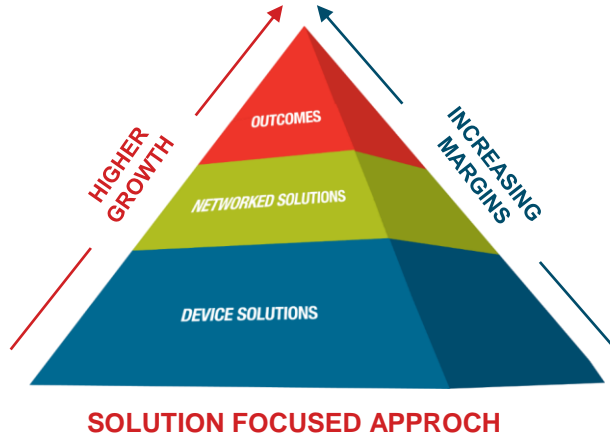 OUTCOMES
HIGHER
GROWTH
INCREASING
MARGINS
NETWORKED SOLUTIONS
DEVICE SOLUTIONS
SOLUTION FOCUSED APPROCH